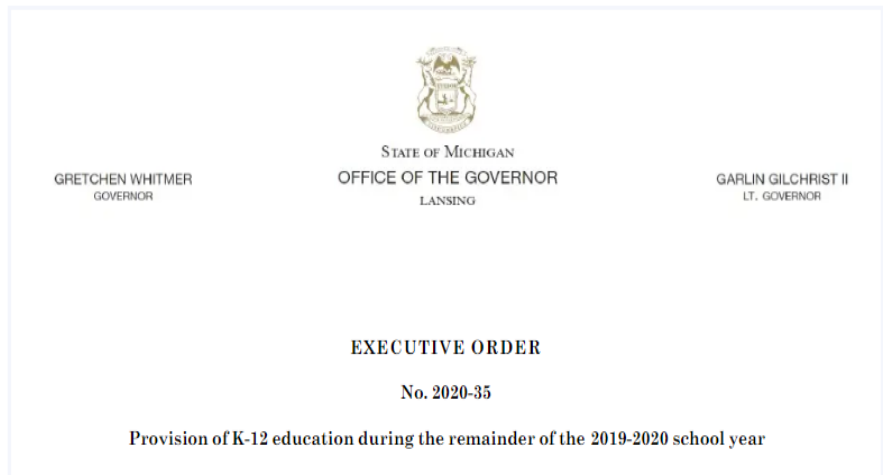 STATE OF MICHIGAN
GRETCHEN WHITMER OFFICE OF THE GOVERNOR GARLIN GILCHRIST II
GOVERNOR LANSING LT. GOVERNOR
EXECUTIVE ORDER
No. 2020-35
Provision of K-12 education during the remainder of the 2019-2020 school year